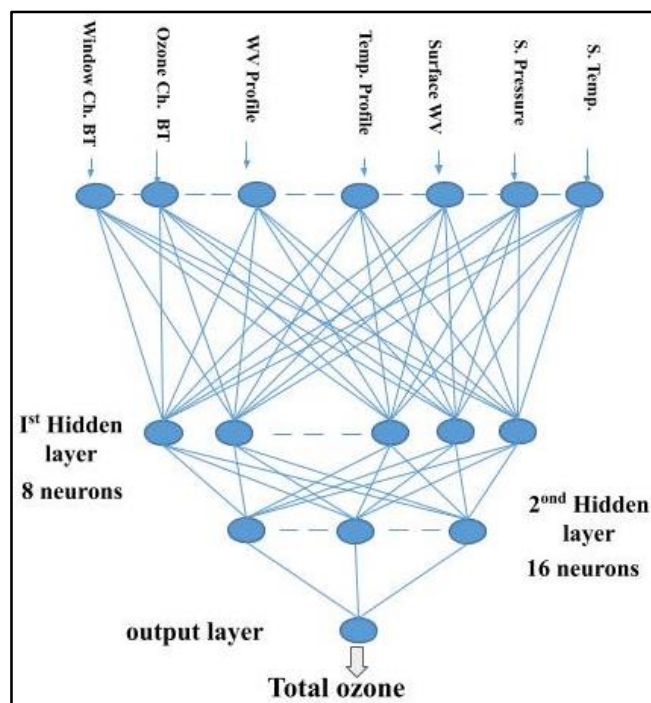 Window Ch. BT
Ozone Ch. BT
WV Profile
Temp. Profile
Surface WV
S. Pressure
S. Temp.
Ist Hidden
layer
8 neurons
2ond Hidden
layer
16 neurons
output layer
Total ozone